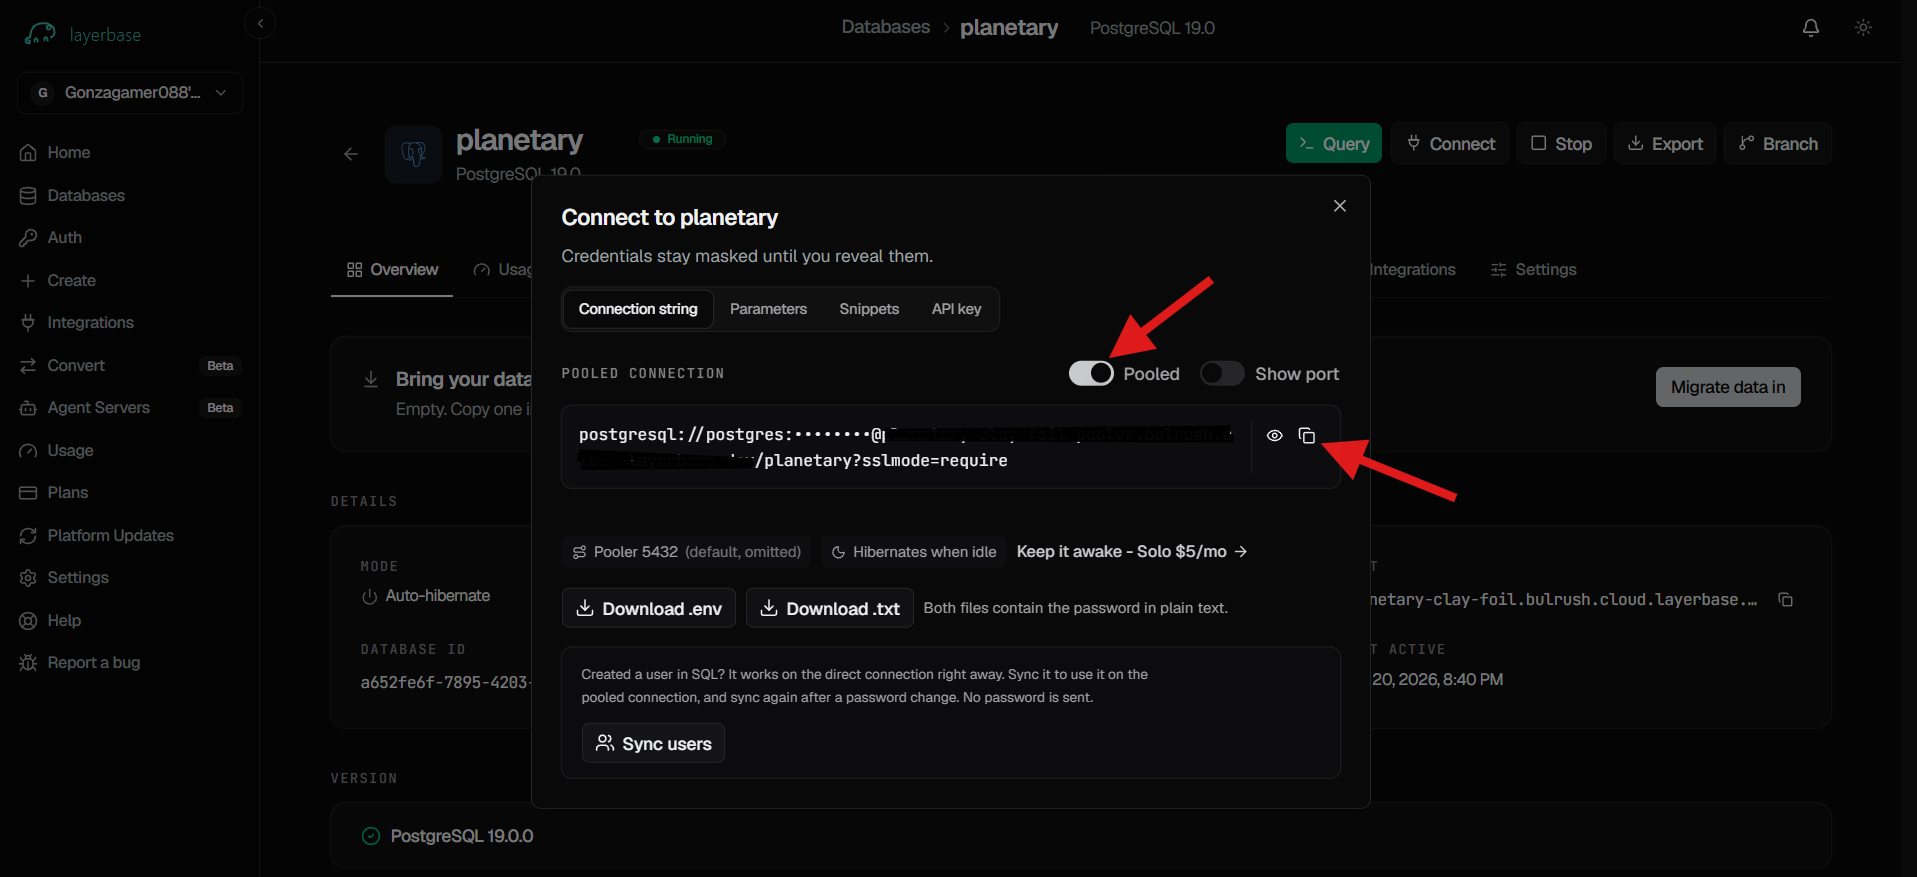 layerbase
Databases > planetary PostgreSQL 19.0
G Gonzagamer088'...
Home
Databases
Auth
Create
Integrations
Convert Beta
Agent Servers Beta
Usage
Plans
Platform Updates
Settings
Help
Report a bug
planetary Running
PostgreSQL 19.0
Query Connect Stop Export Branch
Overview Usag Integrations Settings
Bring your data
Empty. Copy one i
Migrate data in
DETAILS
MODE
Auto-hibernate
DATABASE ID
a652fe6f-7895-4203-
VERSION
PostgreSQL 19.0.0
T
netary-clay-foil.bulrush.cloud.layerbase.…
T ACTIVE
20, 2026, 8:40 PM
Connect to planetary
Credentials stay masked until you reveal them.
Connection string Parameters Snippets API key
POOLED CONNECTION Pooled Show port
postgresql://postgres:••••••••@p
/planetary?sslmode=require
Pooler 5432 (default, omitted) Hibernates when idle Keep it awake - Solo $5/mo →
Download .env Download .txt Both files contain the password in plain text.
Created a user in SQL? It works on the direct connection right away. Sync it to use it on the
pooled connection, and sync again after a password change. No password is sent.
Sync users